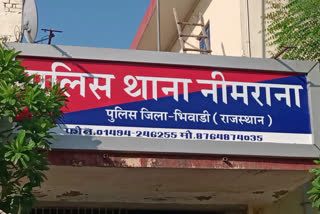 पुलिस थाना नीमराना
पुलिस जिला-भिवाडी (राजस्थान)
फोन.01494-246255 मो.8764874035